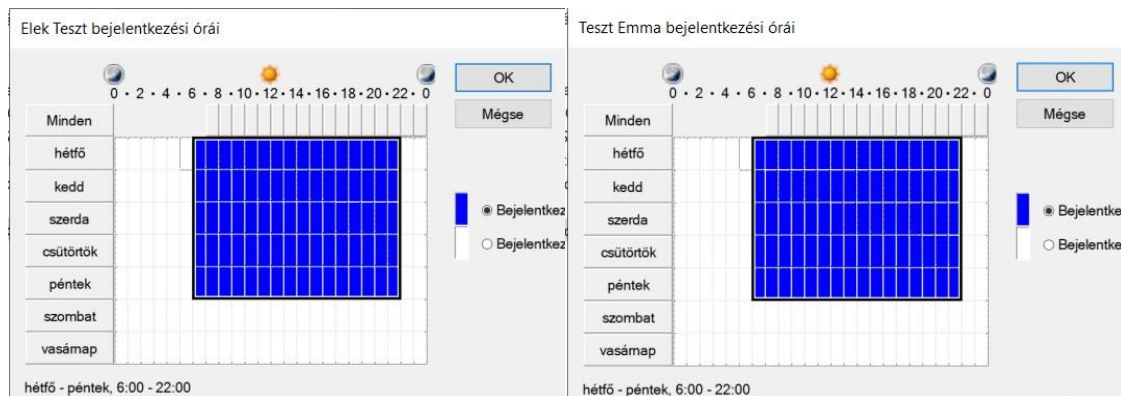 Elek Teszt bejelentkezési órái
0 · 2 · 4 · 6 · 8 · 10 · 12 · 14 · 16 · 18 · 20 · 22 · 0
OK
Mégse
Minden
hétfő
kedd
szerda
csütörtök
péntek
szombat
vasárnap
Bejelentkez
Bejelentkez
hétfő - péntek, 6:00 - 22:00
Teszt Emma bejelentkezési órái
0 · 2 · 4 · 6 · 8 · 10 · 12 · 14 · 16 · 18 · 20 · 22 · 0
OK
Mégse
Minden
hétfő
kedd
szerda
csütörtök
péntek
szombat
vasárnap
Bejelentke
Bejelentke
hétfő - péntek, 6:00 - 22:00